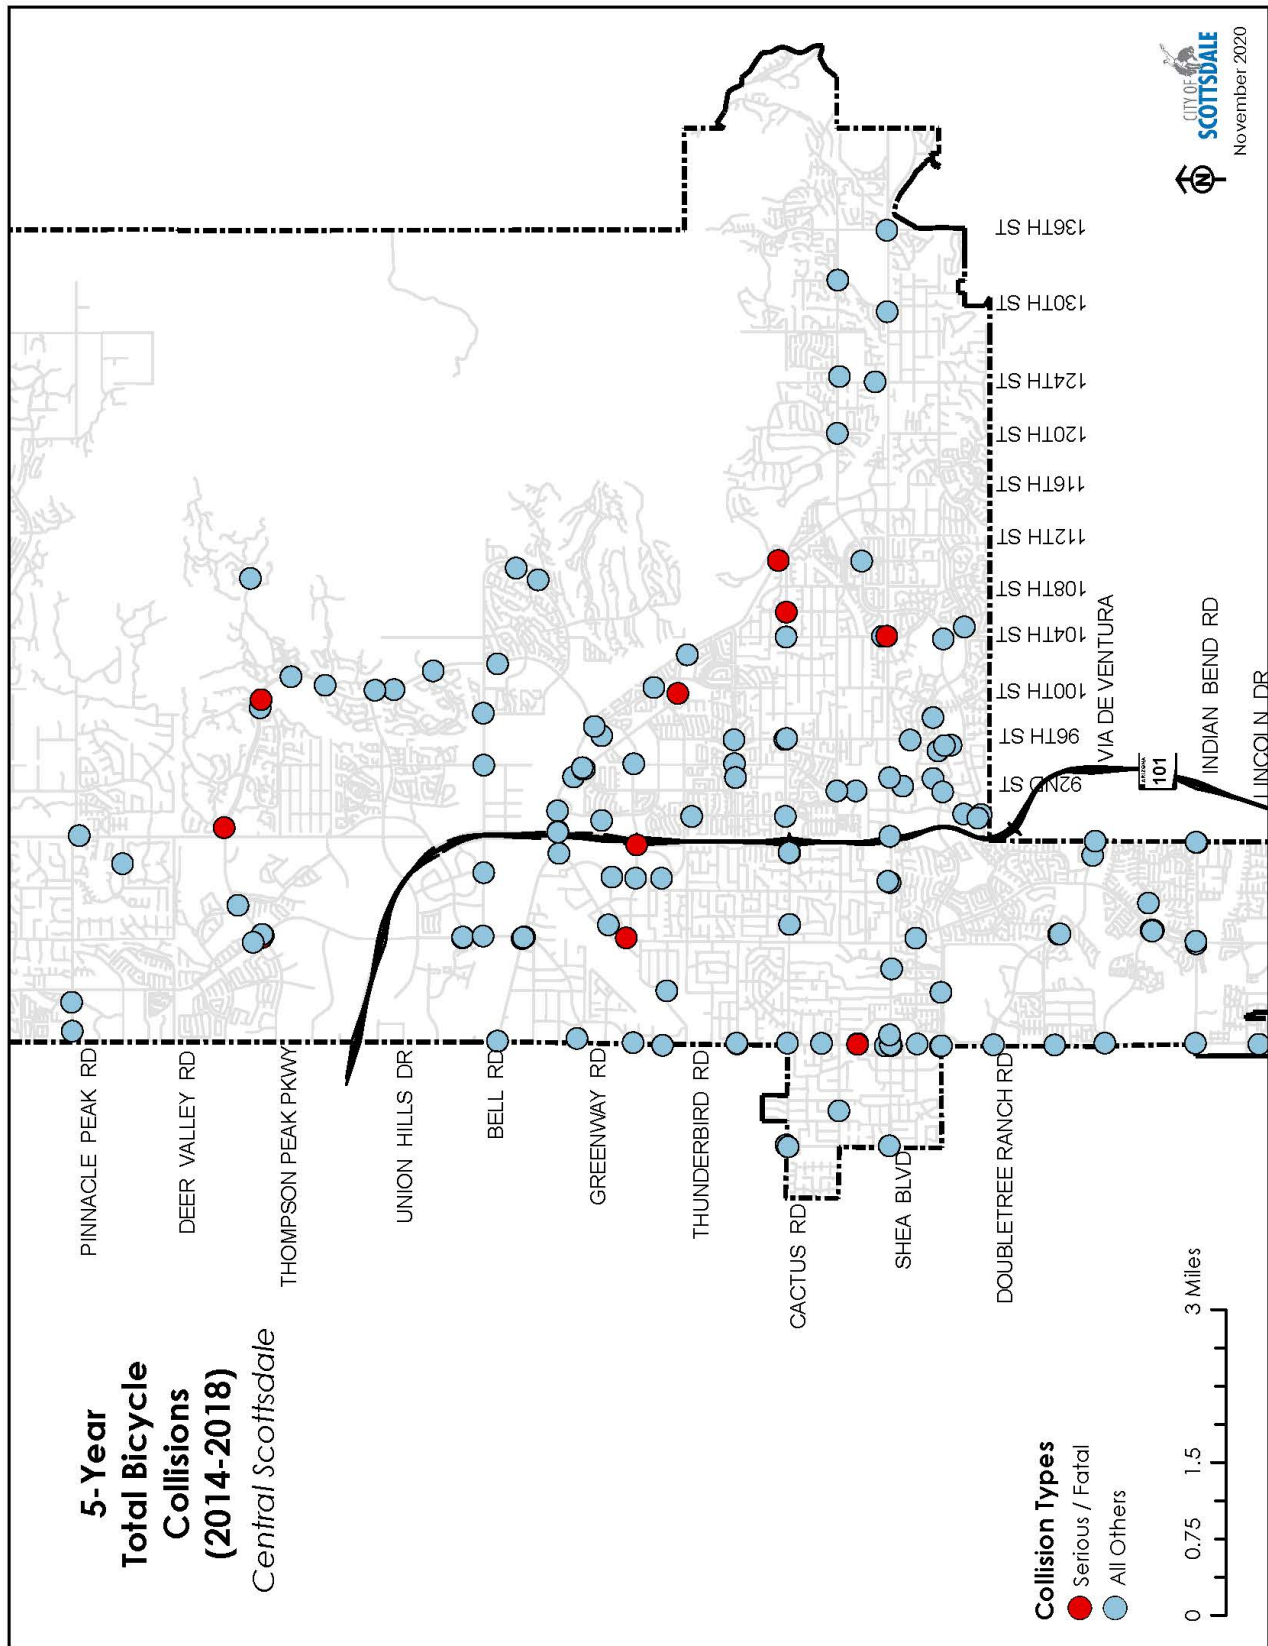 5-Year
Total Bicycle
Collisions
(2014-2018)
Central Scottsdale
PINNACLE PEAK RD
DEER VALLEY RD
THOMPSON PEAK PKWY
UNION HILLS DR
BELL RD
GREENWAY RD
THUNDERBIRD RD
CACTUS RD
SHEA BLVD
DOUBLETREE RANCH RD
VIA DE VENTURA
INDIAN BEND RD
LINCOLN DR
92ND ST
96TH ST
100TH ST
104TH ST
108TH ST
112TH ST
116TH ST
120TH ST
124TH ST
130TH ST
136TH ST
ARIZONA
101
Collision Types
Serious / Fatal
All Others
0 0.75 1.5 3 Miles
N
CITY OF
SCOTTSDALE
November 2020